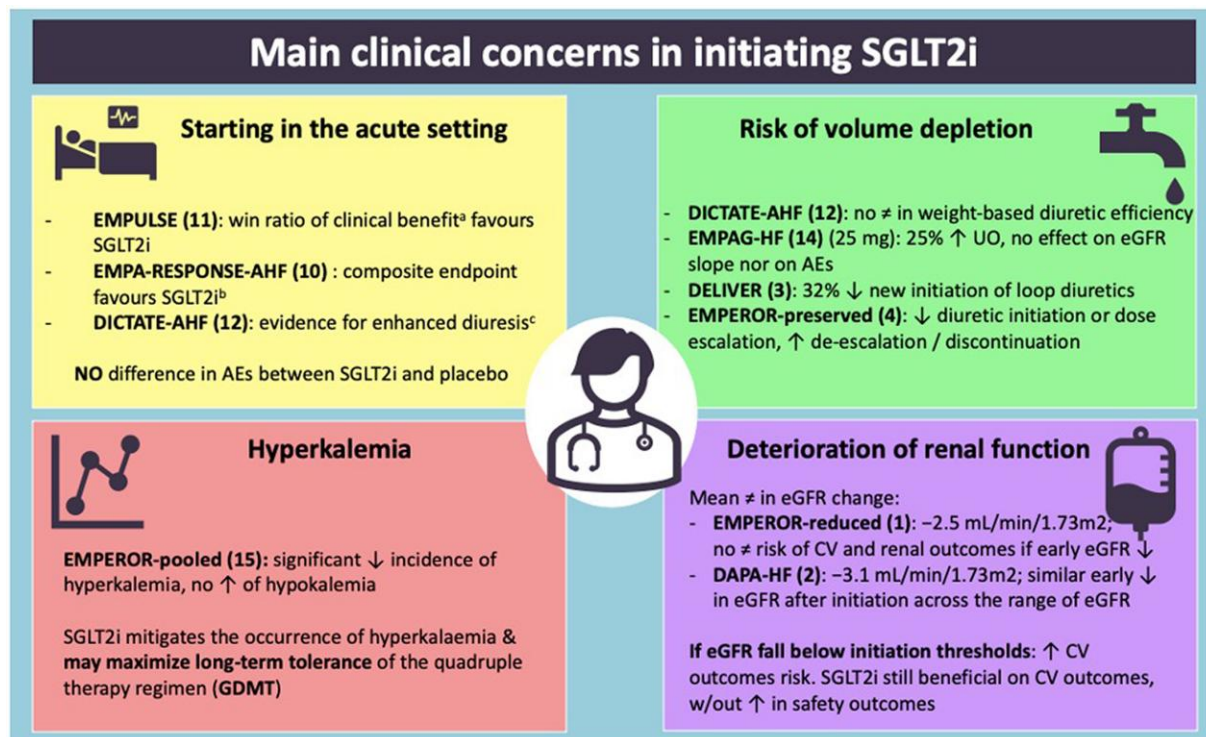 Main clinical concerns in initiating SGLT2i
Starting in the acute setting
- EMPULSE (11): win ratio of clinical benefitᵃ favours
SGLT2i
- EMPA-RESPONSE-AHF (10) : composite endpoint
favours SGLT2iᵇ
- DICTATE-AHF (12): evidence for enhanced diuresisᶜ
NO difference in AEs between SGLT2i and placebo
Risk of volume depletion
- DICTATE-AHF (12): no ≠ in weight-based diuretic efficiency
- EMPAG-HF (14) (25 mg): 25% ↑ UO, no effect on eGFR
slope nor on AEs
- DELIVER (3): 32% ↓ new initiation of loop diuretics
- EMPEROR-preserved (4): ↓ diuretic initiation or dose
escalation, ↑ de-escalation / discontinuation
Hyperkalemia
EMPEROR-pooled (15): significant ↓ incidence of
hyperkalemia, no ↑ of hypokalemia
SGLT2i mitigates the occurrence of hyperkalaemia &
may maximize long-term tolerance of the quadruple
therapy regimen (GDMT)
Deterioration of renal function
Mean ≠ in eGFR change:
- EMPEROR-reduced (1): −2.5 mL/min/1.73m2;
no ≠ risk of CV and renal outcomes if early eGFR ↓
- DAPA-HF (2): −3.1 mL/min/1.73m2; similar early ↓
in eGFR after initiation across the range of eGFR
If eGFR fall below initiation thresholds: ↑ CV
outcomes risk. SGLT2i still beneficial on CV outcomes,
w/out ↑ in safety outcomes